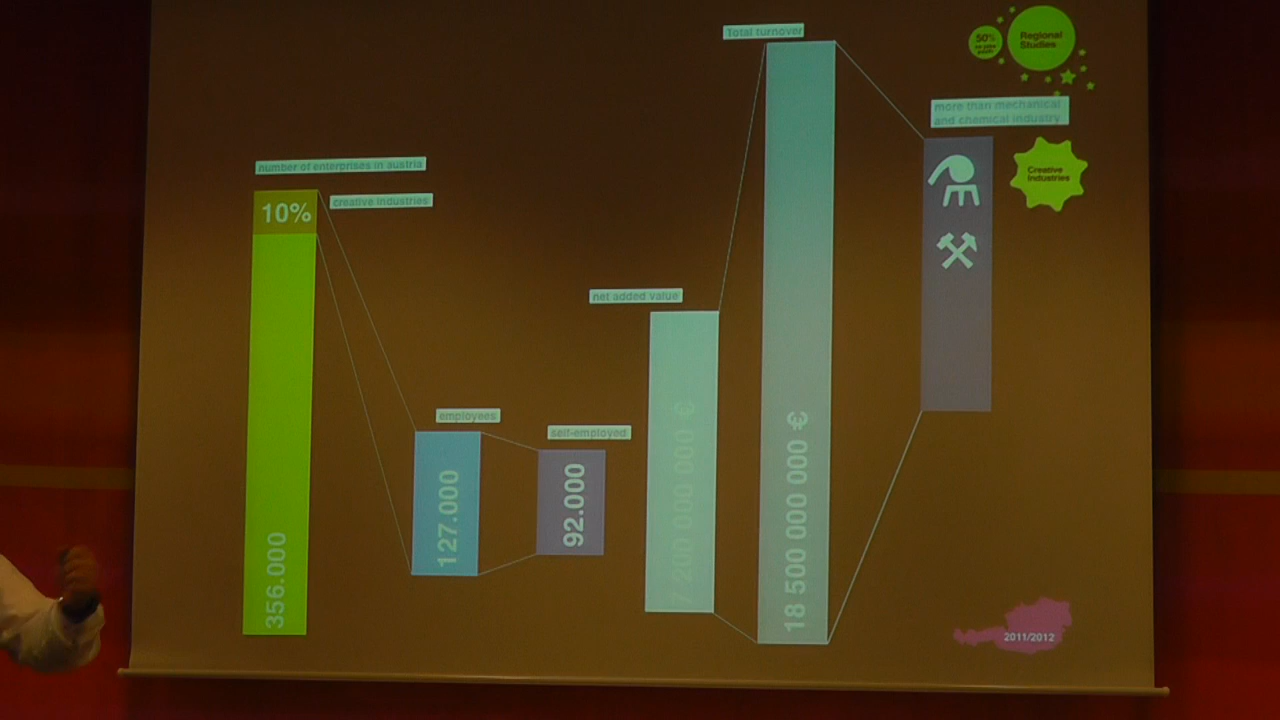 Total turnover
50%
Regional
Studies
more than mechanical
and chemical industry
number of enterprises in austria
10%
creative industries
Creative
Industries
net added value
employees
self-employed
356.000
127.000
92.000
200 000 000 €
18 500 000 000 €
2011/2012